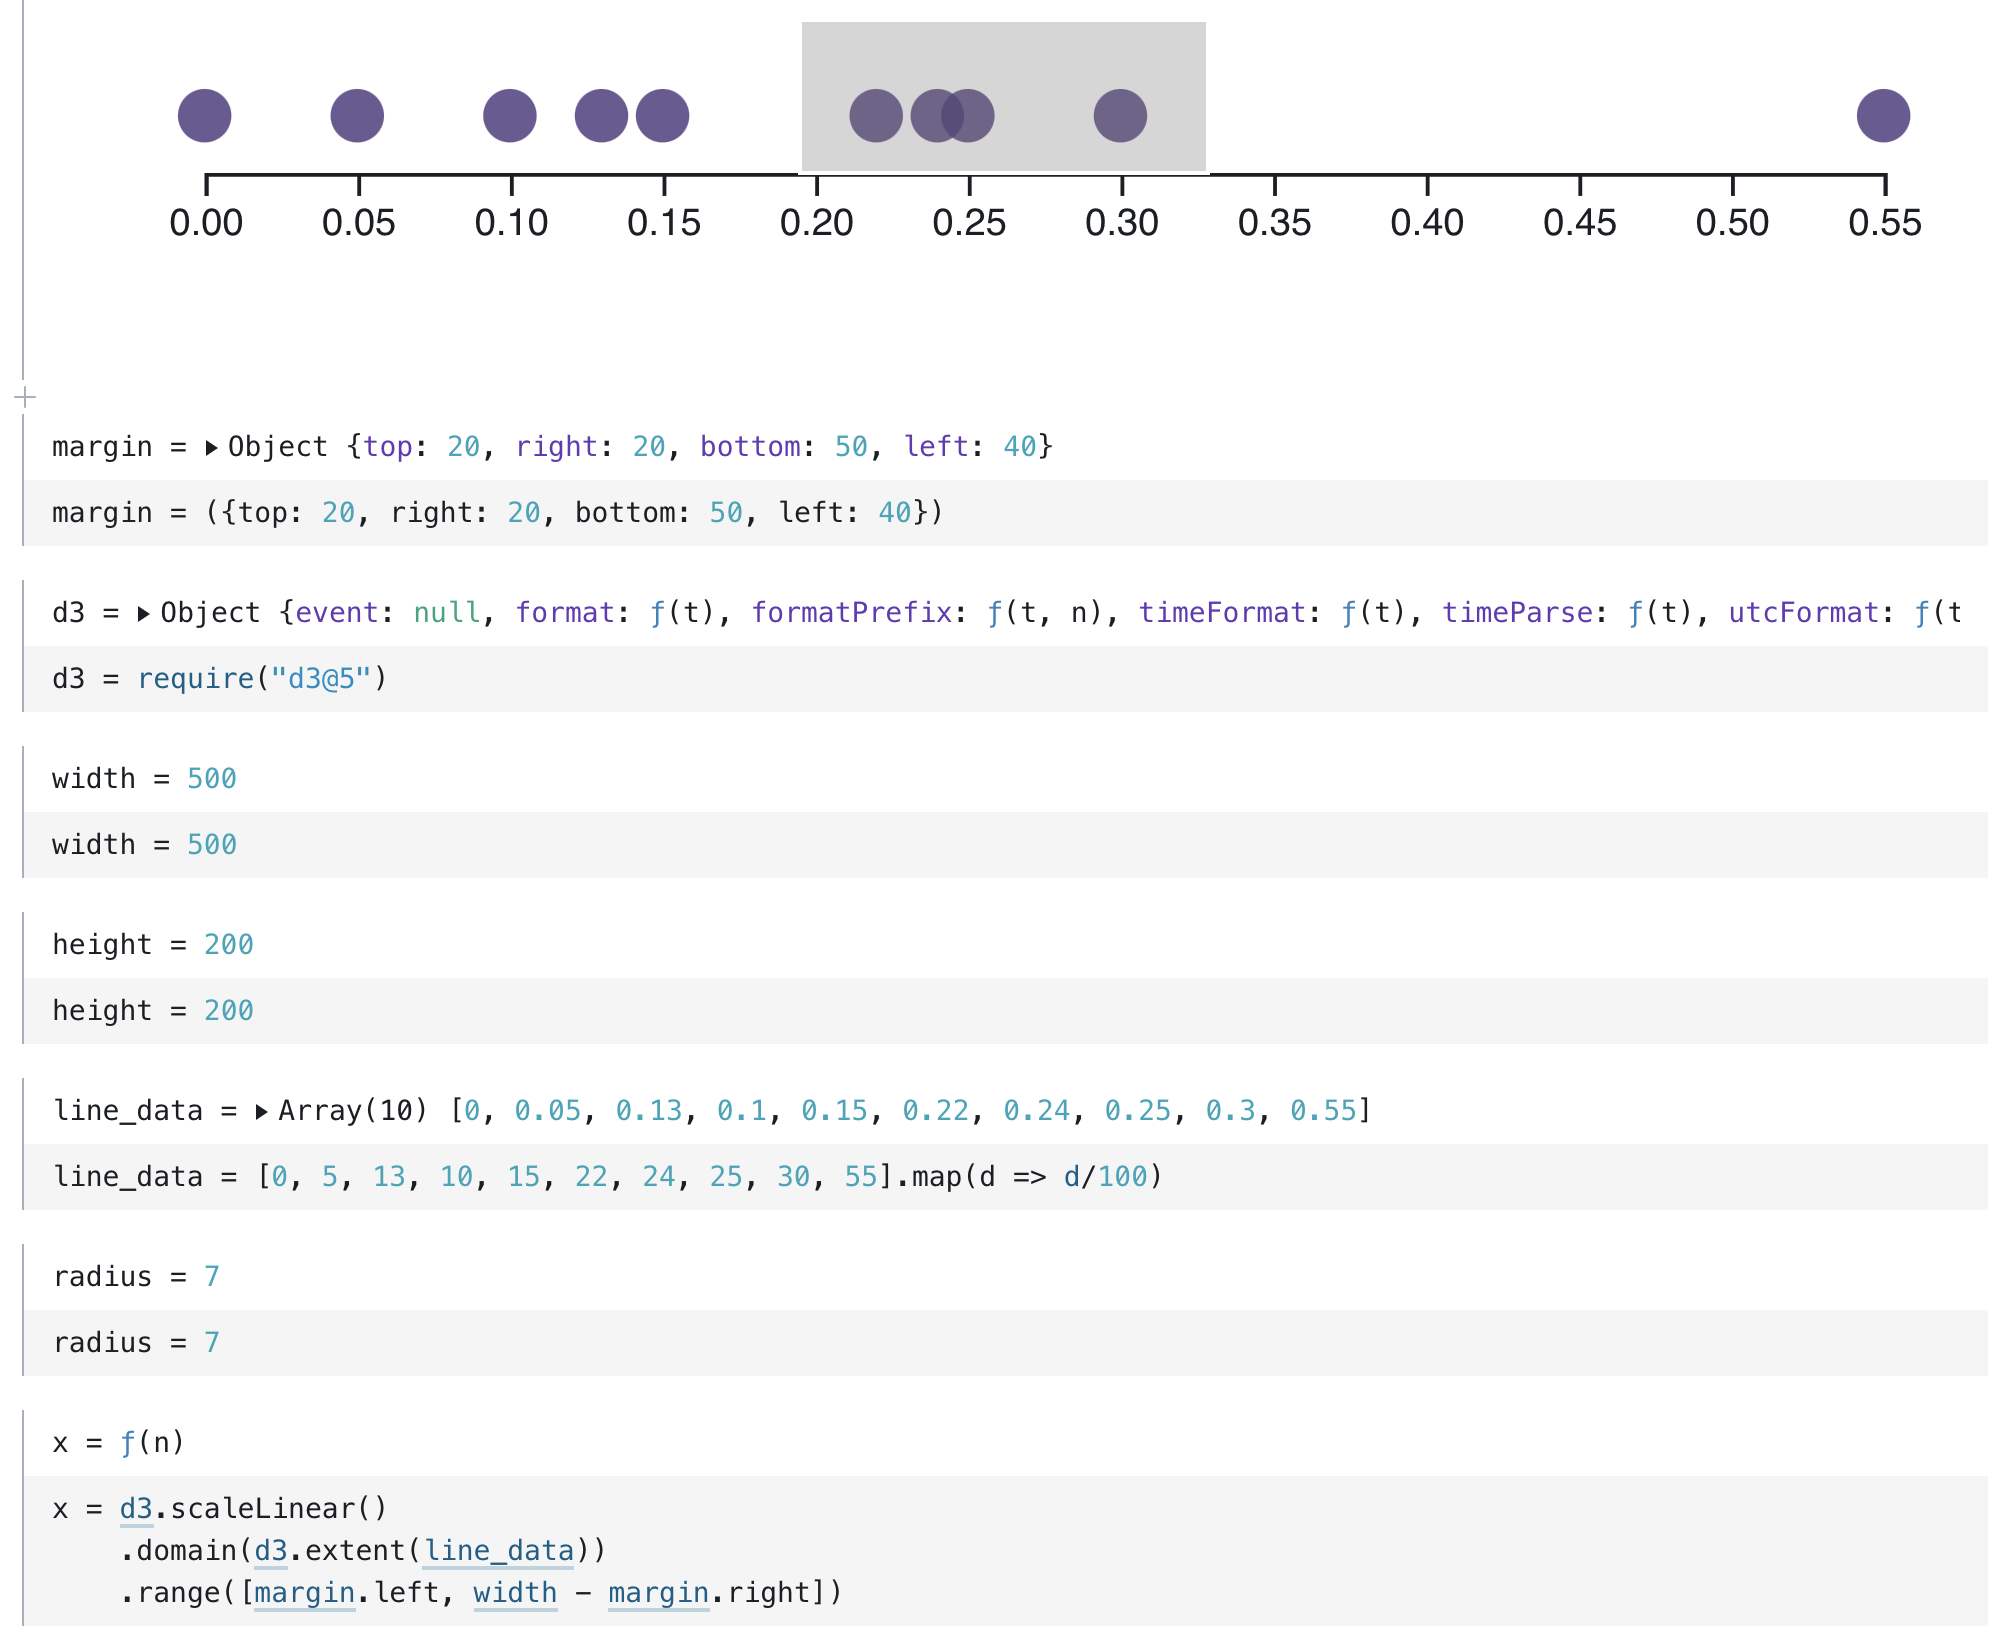 0.00 0.05 0.10 0.15 0.20 0.25 0.30 0.35 0.40 0.45 0.50 0.55
margin = ▸Object {top: 20, right: 20, bottom: 50, left: 40}
margin = ({top: 20, right: 20, bottom: 50, left: 40})
d3 = ▸Object {event: null, format: ƒ(t), formatPrefix: ƒ(t, n), timeFormat: ƒ(t), timeParse: ƒ(t), utcFormat: ƒ(t
d3 = require("d3@5")
width = 500
width = 500
height = 200
height = 200
line_data = ▸Array(10) [0, 0.05, 0.13, 0.1, 0.15, 0.22, 0.24, 0.25, 0.3, 0.55]
line_data = [0, 5, 13, 10, 15, 22, 24, 25, 30, 55].map(d => d/100)
radius = 7
radius = 7
x = ƒ(n)
x = d3.scaleLinear()
.domain(d3.extent(line_data))
.range([margin.left, width - margin.right])